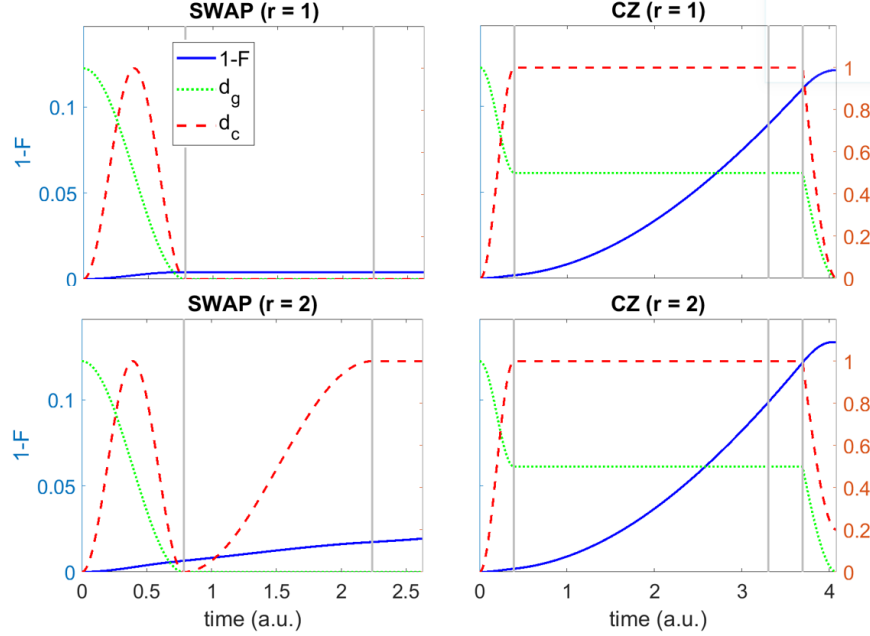 SWAP (r = 1)
1-F
d_g
d_c
0.1
0.05
0
1-F
CZ (r = 1)
1
0.8
0.6
0.4
0.2
0
SWAP (r = 2)
0.1
0.05
0
1-F
0 0.5 1 1.5 2 2.5
time (a.u.)
CZ (r = 2)
1
0.8
0.6
0.4
0.2
0
0 1 2 3 4
time (a.u.)